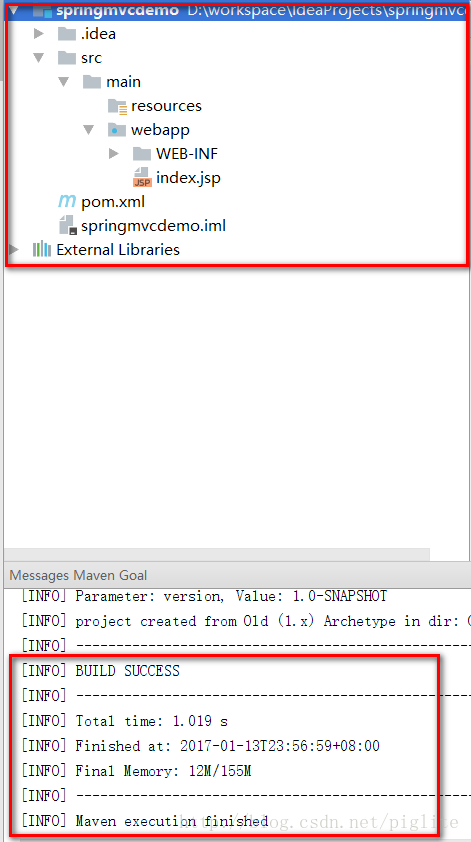 springmvcdemo D:\workspace\IdeaProjects\springmvc
.idea
src
main
resources
webapp
WEB-INF
JSP index.jsp
m pom.xml
springmvcdemo.iml
External Libraries
Messages Maven Goal
[INFO] Parameter: version, Value: 1.0-SNAPSHOT
[INFO] project created from Old (1.x) Archetype in dir:
[INFO] ------------------------------------------------
[INFO] BUILD SUCCESS
[INFO] ------------------------------------------------
[INFO] Total time: 1.019 s
[INFO] Finished at: 2017-01-13T23:56:59+08:00
[INFO] Final Memory: 12M/155M
[INFO] ------------------------------------------------
[INFO] Maven execution finished
http://blog.csdn.net/piglite